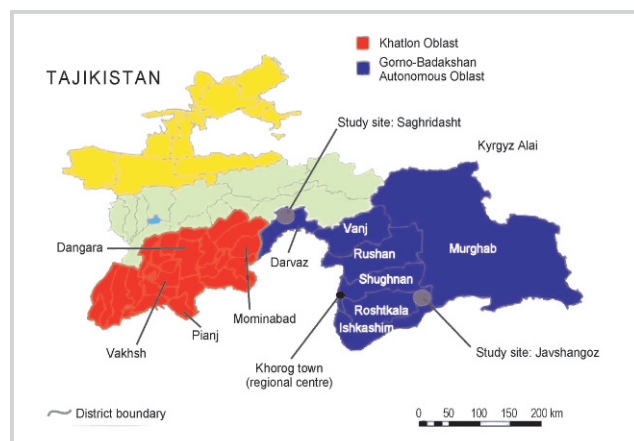 Khatlon Oblast
Gorno-Badakshan
Autonomous Oblast
TAJIKISTAN
Study site: Saghridasht
Kyrgyz Alai
Vanj
Dangara
Darvaz
Rushan
Murghab
Shughnan
Mominabad
Roshtkala
Pianj
Ishkashim
Vakhsh
Khorog town
(regional centre)
Study site: Javshangoz
District boundary
0 50 100 150 200 km